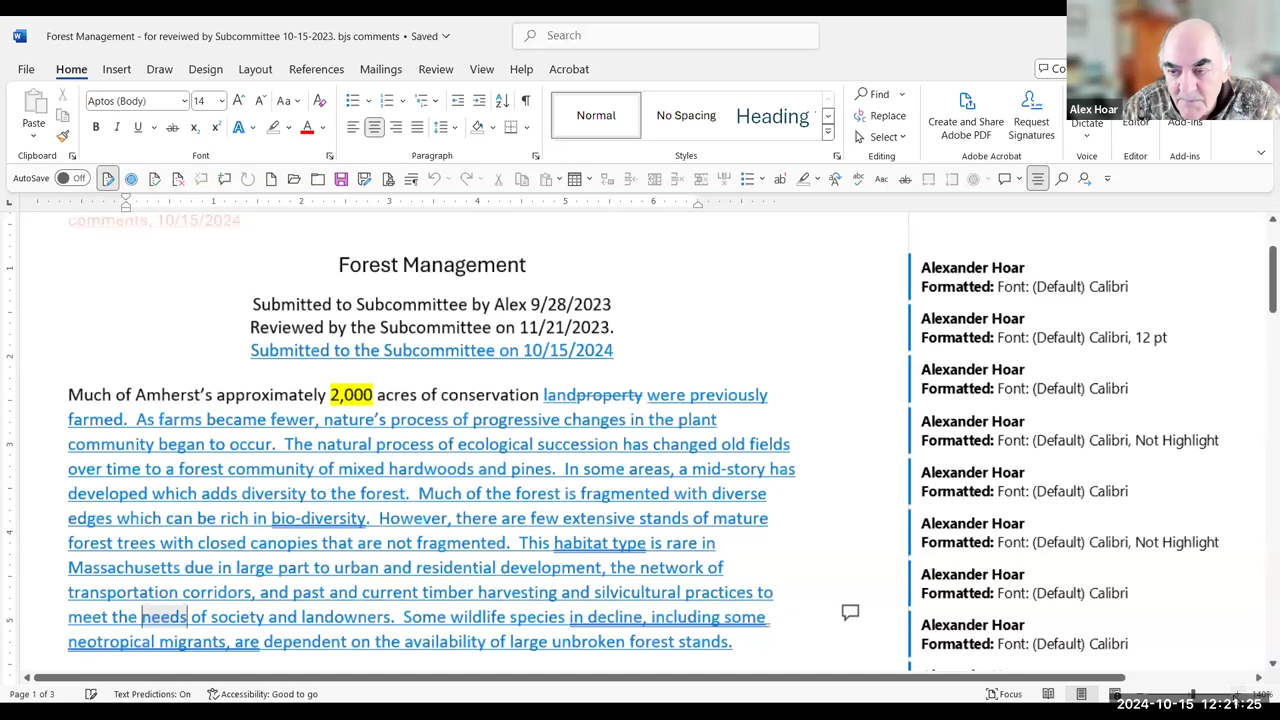 Forest Management - for reveiwed by Subcommittee 10-15-2023. bjs comments • Saved
Search
File Home Insert Draw Design Layout References Mailings Review View Help Acrobat
Co
Alex Hoar
Paste
Aptos (Body) 14
Normal
No Spacing
Heading
Find
Replace
Select
Create and Share
Adobe PDF
Request
Signatures
Dictate
Editor
Add-ins
Clipboard Font Paragraph Styles Editing Adobe Acrobat Voice Editor Add-ins
AutoSave Off
1 2 3 4 5 6 7
comments, 10/15/2024
Forest Management
Submitted to Subcommittee by Alex 9/28/2023
Reviewed by the Subcommittee on 11/21/2023.
Submitted to the Subcommittee on 10/15/2024
Much of Amherst’s approximately 2,000 acres of conservation landproperty were previously
farmed. As farms became fewer, nature’s process of progressive changes in the plant
community began to occur. The natural process of ecological succession has changed old fields
over time to a forest community of mixed hardwoods and pines. In some areas, a mid-story has
developed which adds diversity to the forest. Much of the forest is fragmented with diverse
edges which can be rich in bio-diversity. However, there are few extensive stands of mature
forest trees with closed canopies that are not fragmented. This habitat type is rare in
Massachusetts due in large part to urban and residential development, the network of
transportation corridors, and past and current timber harvesting and silvicultural practices to
meet the needs of society and landowners. Some wildlife species in decline, including some
neotropical migrants, are dependent on the availability of large unbroken forest stands.
Alexander Hoar
Formatted: Font: (Default) Calibri
Alexander Hoar
Formatted: Font: (Default) Calibri, 12 pt
Alexander Hoar
Formatted: Font: (Default) Calibri
Alexander Hoar
Formatted: Font: (Default) Calibri, Not Highlight
Alexander Hoar
Formatted: Font: (Default) Calibri
Alexander Hoar
Formatted: Font: (Default) Calibri, Not Highlight
Alexander Hoar
Formatted: Font: (Default) Calibri
Alexander Hoar
Formatted: Font: (Default) Calibri
Page 1 of 3 Text Predictions: On Accessibility: Good to go Focus 140%
2024-10-15 12:21:25